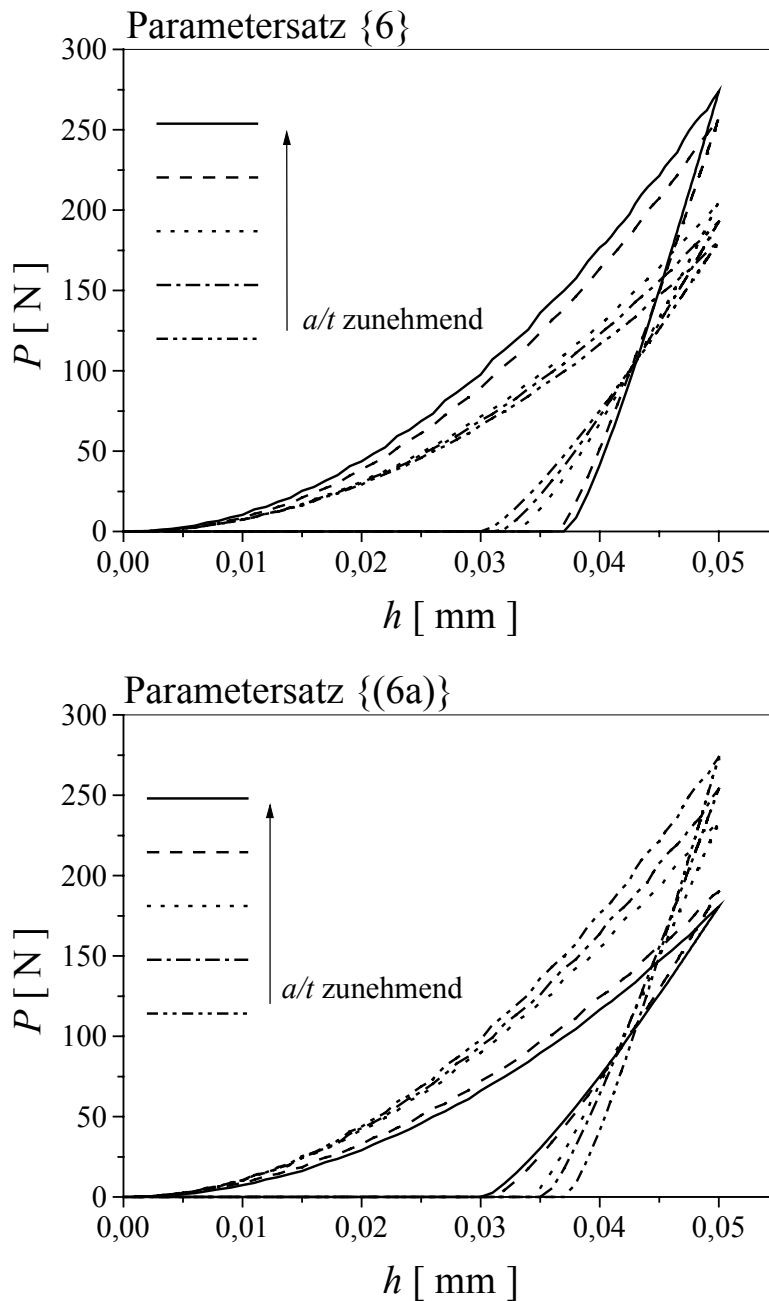 Parametersatz {6}
300
250
200
150
100
50
0
P [ N ]
a/t zunehmend
0,00 0,01 0,02 0,03 0,04 0,05
h [ mm ]
Parametersatz {(6a)}
300
250
200
150
100
50
0
P [ N ]
a/t zunehmend
0,00 0,01 0,02 0,03 0,04 0,05
h [ mm ]